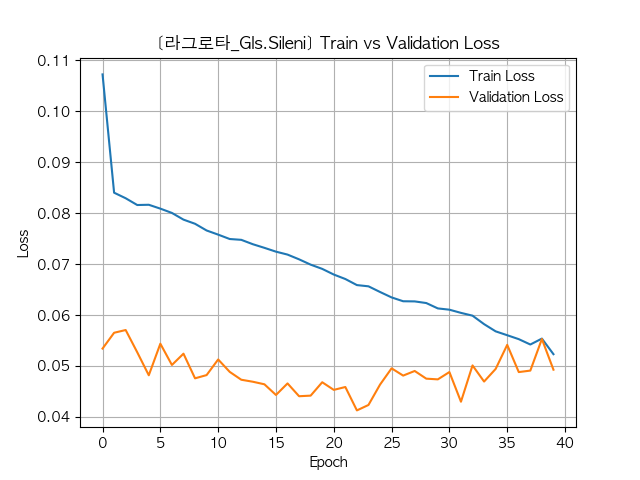 〔라그로타_Gls.Sileni〕 Train vs Validation Loss
Train Loss
Validation Loss
Loss
0.11
0.10
0.09
0.08
0.07
0.06
0.05
0.04
0 5 10 15 20 25 30 35 40
Epoch